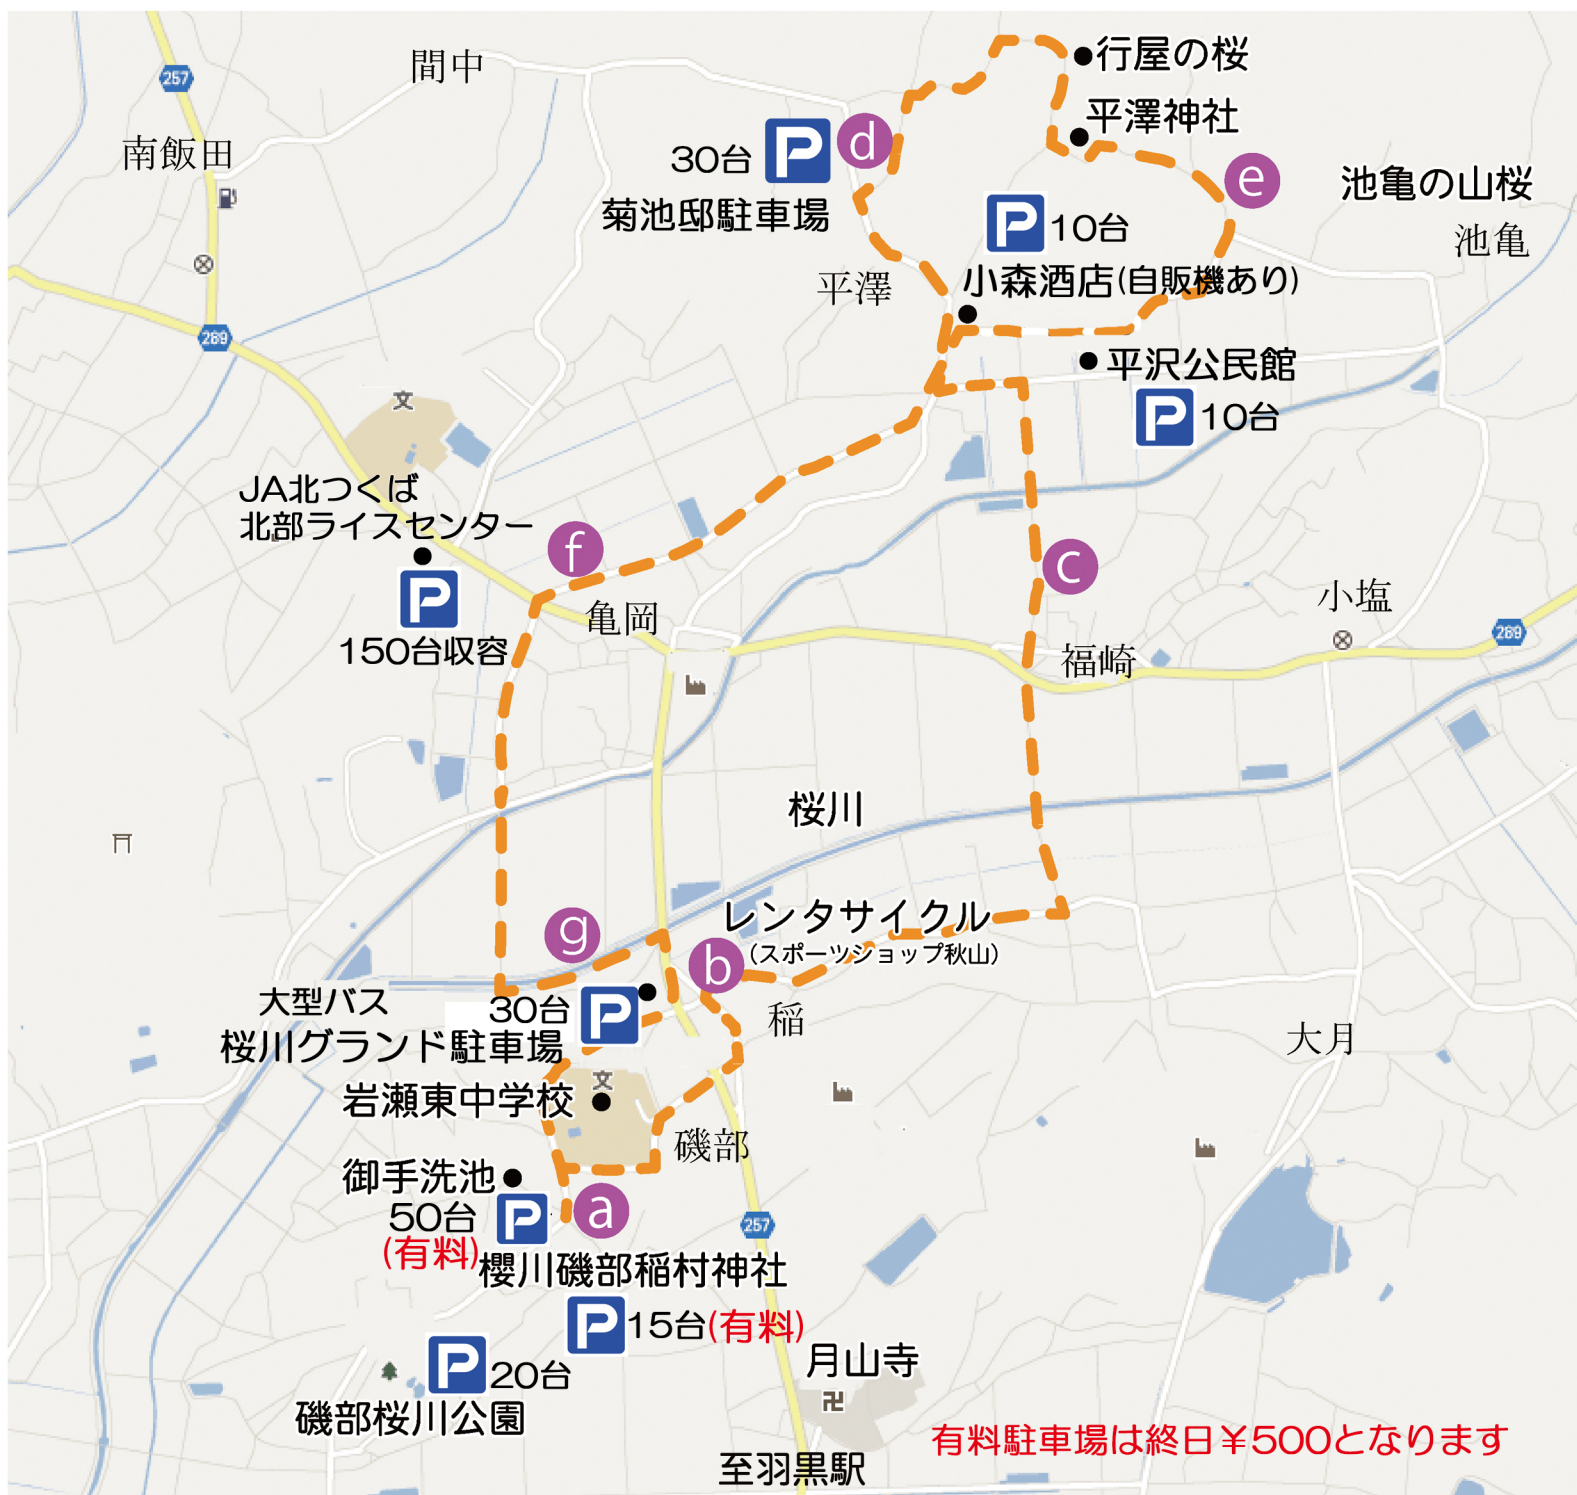 行屋の桜
間中
257
平澤神社
南飯田
P
d
30台
e
池亀の山桜
菊池邸駐車場
P
10台
池亀
平澤
小森酒店(自販機あり)
289
平沢公民館
文
P
10台
JA北つくば
北部ライスセンター
f
c
P
150台収容
亀岡
小塩
289
福崎
桜川
レンタサイクル
(スポーツショップ秋山)
g
b
大型バス
30台
P
稲
桜川グランド駐車場
大月
文
岩瀬東中学校
磯部
御手洗池
50台
P
a
(有料)
257
櫻川磯部稲村神社
P
15台(有料)
P
20台
月山寺
磯部桜川公園
卍
有料駐車場は終日¥500となります
至羽黒駅